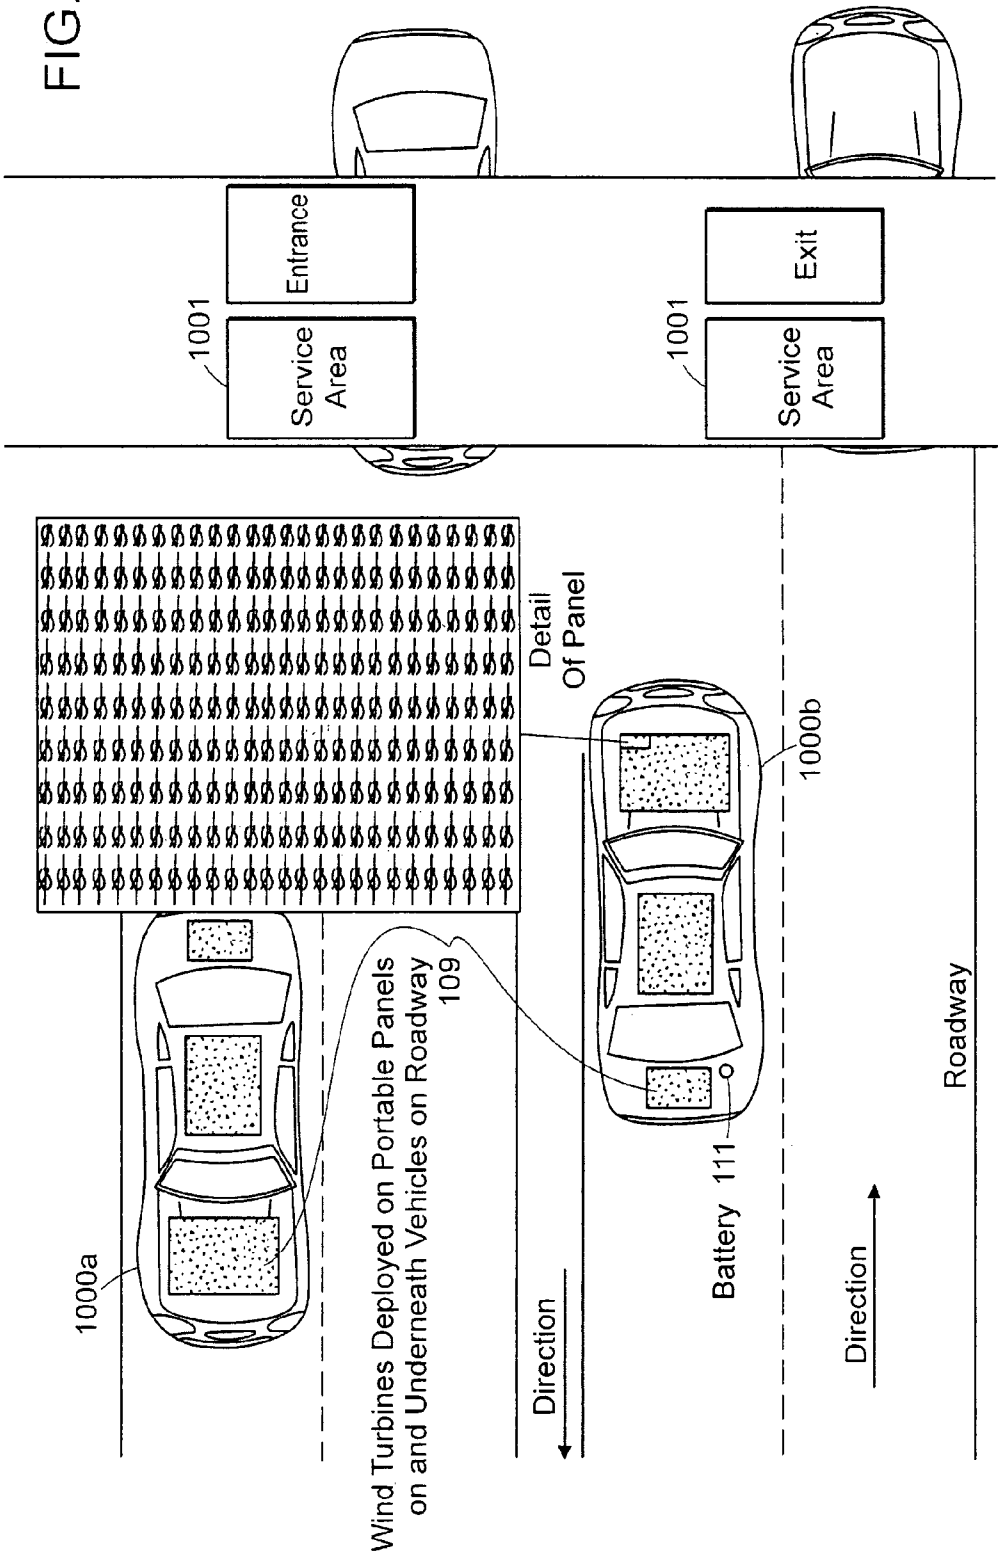 FIG.
Entrance
Exit
1001
1001
Service
Area
Service
Area
Detail
Of Panel
1000b
109
Wind Turbines Deployed on Portable Panels
on and Underneath Vehicles on Roadway
Roadway
Battery 111
1000a
Direction
Direction